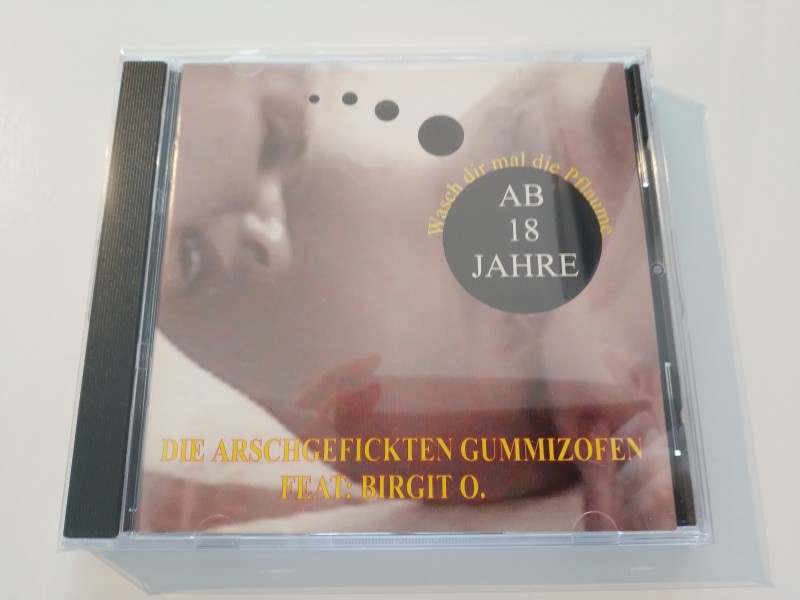 Wasch dir mal die Pflaume
AB
18
JAHRE
DIE ARSCHGEFICKTEN GUMMIZOFEN
FEAT: BIRGIT O.